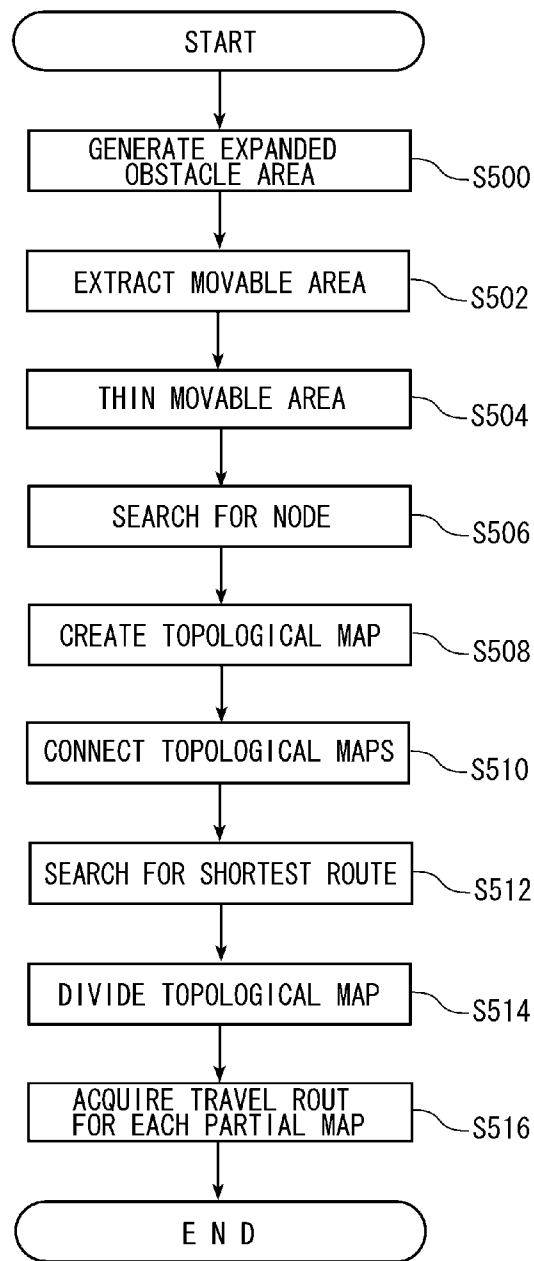 START
GENERATE EXPANDED
OBSTACLE AREA
S500
EXTRACT MOVABLE AREA
S502
THIN MOVABLE AREA
S504
SEARCH FOR NODE
S506
CREATE TOPOLOGICAL MAP
S508
CONNECT TOPOLOGICAL MAPS
S510
SEARCH FOR SHORTEST ROUTE
S512
DIVIDE TOPOLOGICAL MAP
S514
ACQUIRE TRAVEL ROUT
FOR EACH PARTIAL MAP
S516
END